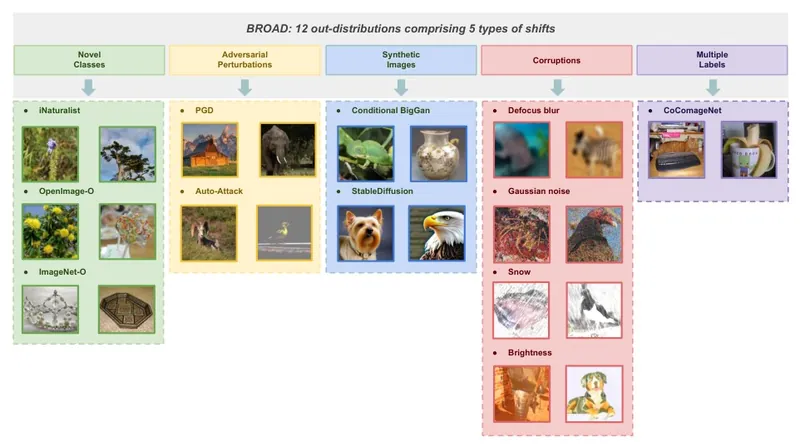 BROAD: 12 out-distributions comprising 5 types of shifts
Novel
Classes
Adversarial
Perturbations
Synthetic
Images
Corruptions
Multiple
Labels
● iNaturalist
● OpenImage-O
● ImageNet-O
● PGD
● Auto-Attack
● Conditional BigGan
● StableDiffusion
● Defocus blur
● Gaussian noise
● Snow
● Brightness
● CoComageNet